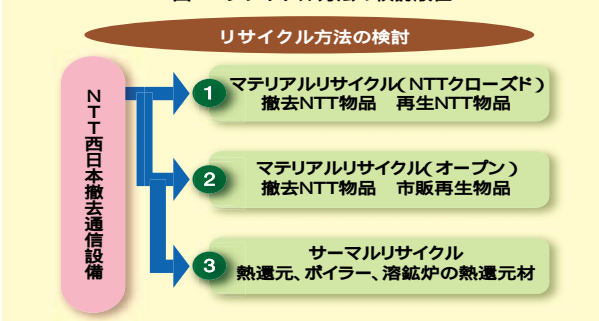 リサイクル方法の検討
NTT西日本撤去通信設備
1
マテリアルリサイクル(NTTクローズド)
撤去NTT物品 再生NTT物品
2
マテリアルリサイクル(オープン)
撤去NTT物品 市販再生物品
3
サーマルリサイクル
熱還元、ボイラー、溶鉱炉の熱還元材